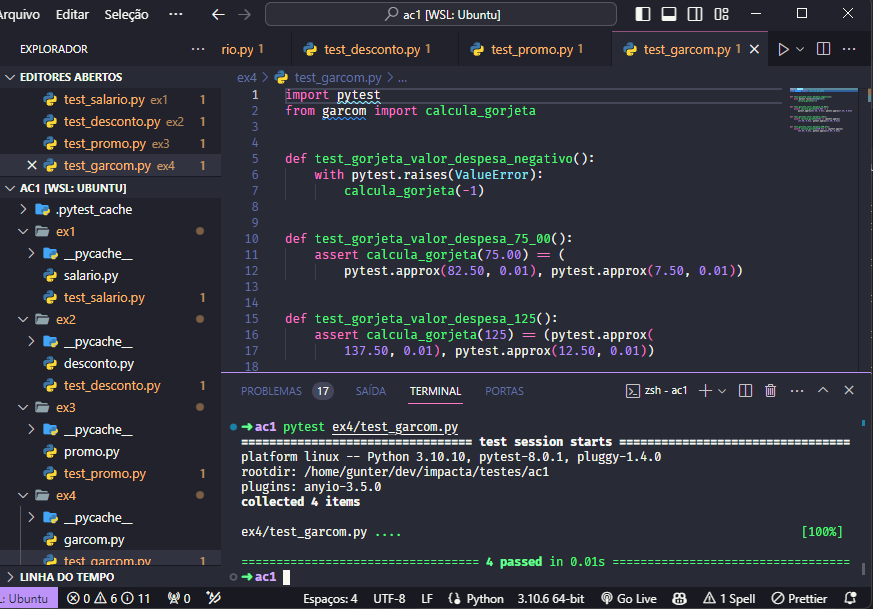 Arquivo Editar Seleção ··· ac1 [WSL: Ubuntu]
EXPLORADOR ···
rio.py 1 test_desconto.py 1 test_promo.py 1 test_garcom.py 1
EDITORES ABERTOS
test_salario.py ex1 1
test_desconto.py ex2 1
test_promo.py ex3 1
test_garcom.py ex4 1
AC1 [WSL: UBUNTU]
.pytest_cache
ex1
__pycache__
salario.py
test_salario.py 1
ex2
__pycache__
desconto.py
test_desconto.py 1
ex3
__pycache__
promo.py
test_promo.py 1
ex4
__pycache__
garcom.py
test_garcom.py 1
LINHA DO TEMPO
ex4 > test_garcom.py > ...
1 import pytest
2 from garcom import calcula_gorjeta
3
4
5 def test_gorjeta_valor_despesa_negativo():
6 with pytest.raises(ValueError):
7 calcula_gorjeta(-1)
8
9
10 def test_gorjeta_valor_despesa_75_00():
11 assert calcula_gorjeta(75.00) == (
12 pytest.approx(82.50, 0.01), pytest.approx(7.50, 0.01))
13
14
15 def test_gorjeta_valor_despesa_125():
16 assert calcula_gorjeta(125) == (pytest.approx(
17 137.50, 0.01), pytest.approx(12.50, 0.01))
18
PROBLEMAS 17 SAÍDA TERMINAL PORTAS zsh - ac1
➜ ac1 pytest ex4/test_garcom.py
================================= test session starts =================================
platform linux -- Python 3.10.10, pytest-8.0.1, pluggy-1.4.0
rootdir: /home/gunter/dev/impacta/testes/ac1
plugins: anyio-3.5.0
collected 4 items
ex4/test_garcom.py .... [100%]
================================== 4 passed in 0.01s ==================================
➜ ac1
L: Ubuntu 0 6 11 0 Espaços: 4 UTF-8 LF Python 3.10.6 64-bit Go Live 1 Spell Prettier